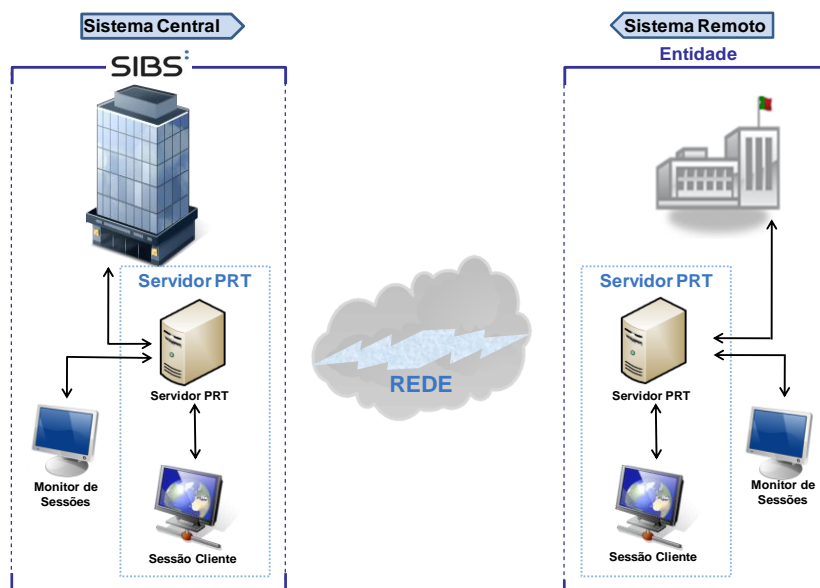 Sistema Central
SIBS
Servidor PRT
Servidor PRT
Monitor de
Sessões
Sessão Cliente
REDE
Sistema Remoto
Entidade
Servidor PRT
Servidor PRT
Monitor de
Sessões
Sessão Cliente